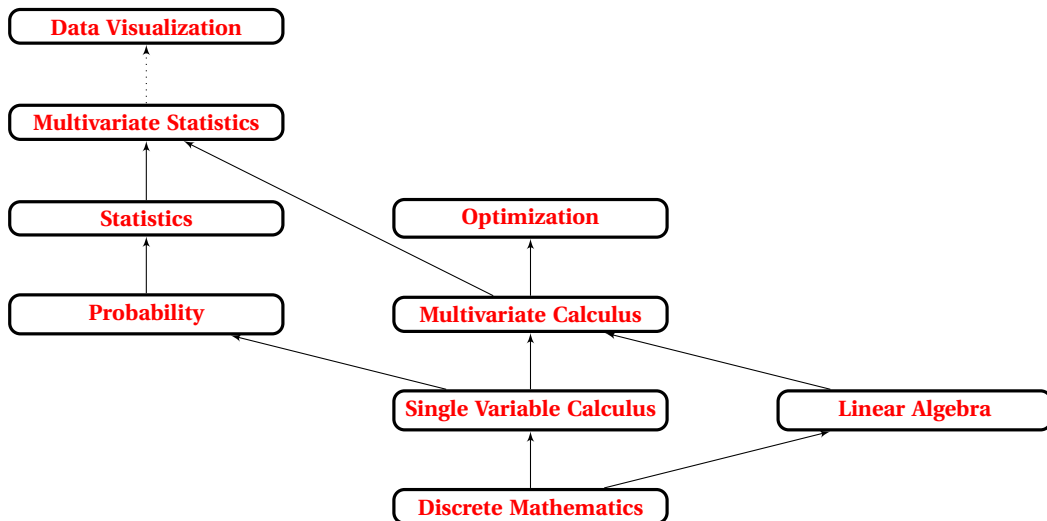 Data Visualization
Multivariate Statistics
Statistics
Optimization
Probability
Multivariate Calculus
Single Variable Calculus
Linear Algebra
Discrete Mathematics